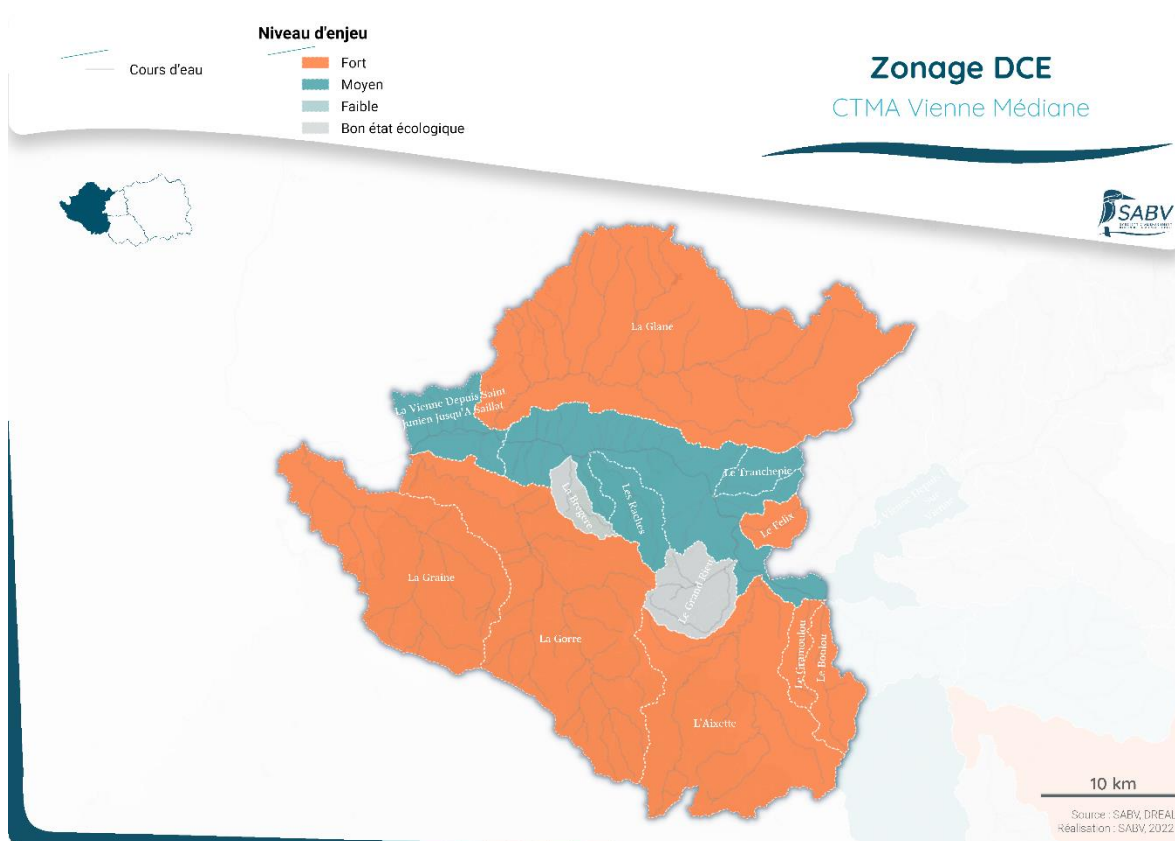 Niveau d'enjeu
Cours d'eau
Fort
Moyen
Faible
Bon état écologique
Zonage DCE
CTMA Vienne Médiane
SABV
La Glane
La Vienne Depuis Saint
Junien Jusqu'A Saillat
Le Tranchepie
La Brégère
Les Raches
Le Felix
Le Grand Rieu
La Graine
La Gorre
L'Aixette
Le Gramoulou
Le Boulou
10 km
Source : SABV, DREAL
Réalisation : SABV, 2022